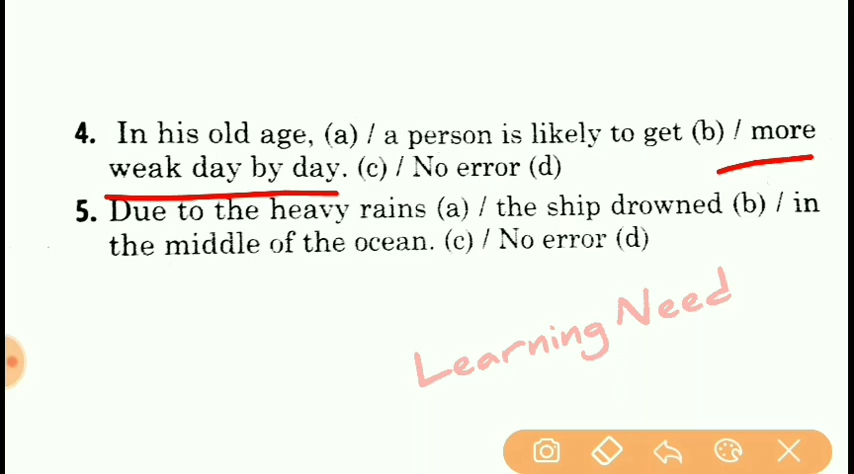 4. In his old age, (a) / a person is likely to get (b) / more
weak day by day. (c) / No error (d)
5. Due to the heavy rains (a) / the ship drowned (b) / in
the middle of the ocean. (c) / No error (d)
Learning Need